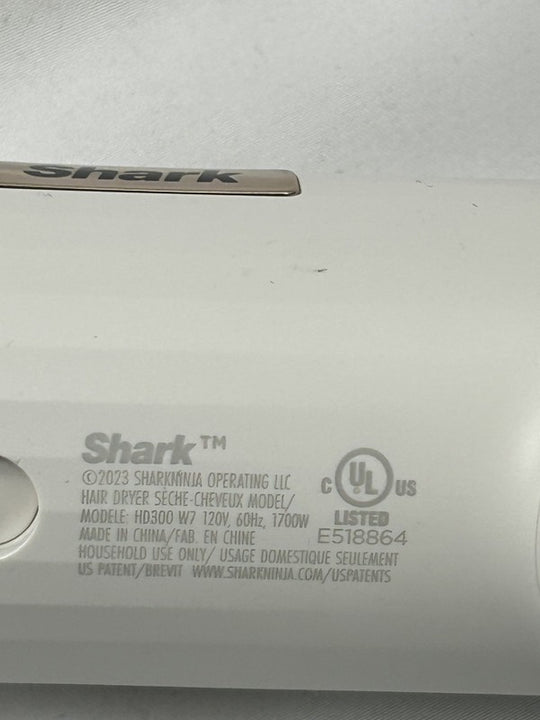 Shark
Shark™
©2023 SHARKNINJA OPERATING LLC
HAIR DRYER SÈCHE-CHEVEUX MODEL/
MODELE: HD300 W7 120V, 60Hz, 1700W
MADE IN CHINA/FAB. EN CHINE
HOUSEHOLD USE ONLY/ USAGE DOMESTIQUE SEULEMENT
US PATENT/BREVIT WWW.SHARKNINJA.COM/USPATENTS
C UL US
LISTED
E518864